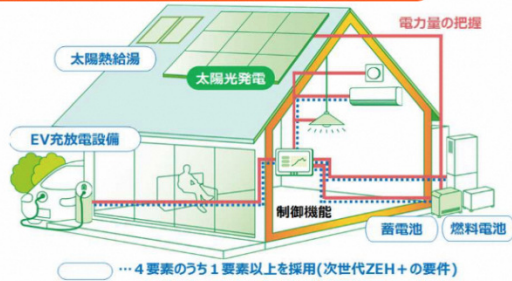 電力量の把握
太陽熱給湯
太陽光発電
EV充放電設備
制御機能
蓄電池
燃料電池
…４要素のうち１要素以上を採用(次世代ZEH+の要件)